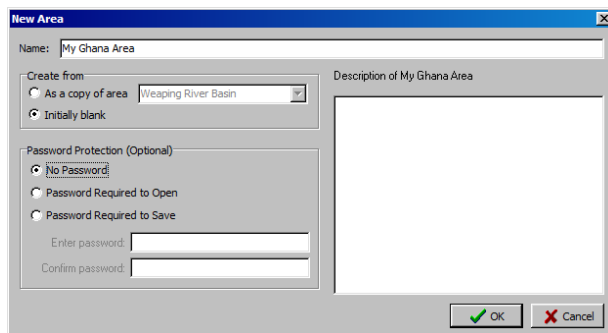 New Area
Name: My Ghana Area
Create from
As a copy of area Weaping River Basin
Initially blank
Description of My Ghana Area
Password Protection (Optional)
No Password
Password Required to Open
Password Required to Save
Enter password:
Confirm password:
OK Cancel